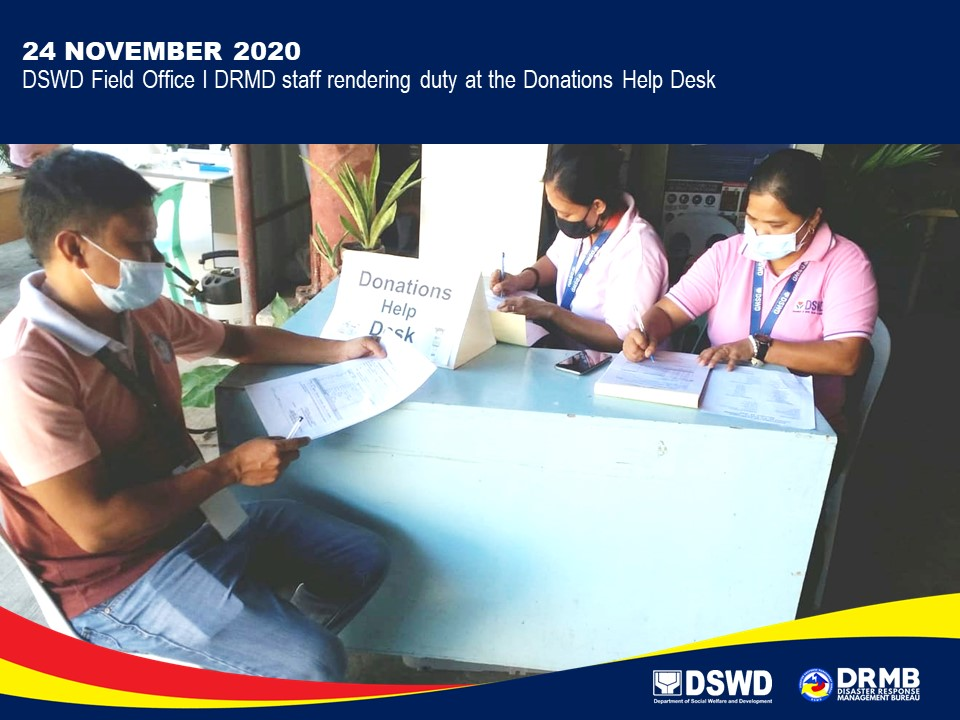 24 NOVEMBER 2020
DSWD Field Office I DRMD staff rendering duty at the Donations Help Desk
Donations
Help
Desk
DSWD
DSWD
Department of Social Welfare and Development
DRMB
DISASTER RESPONSE
MANAGEMENT BUREAU